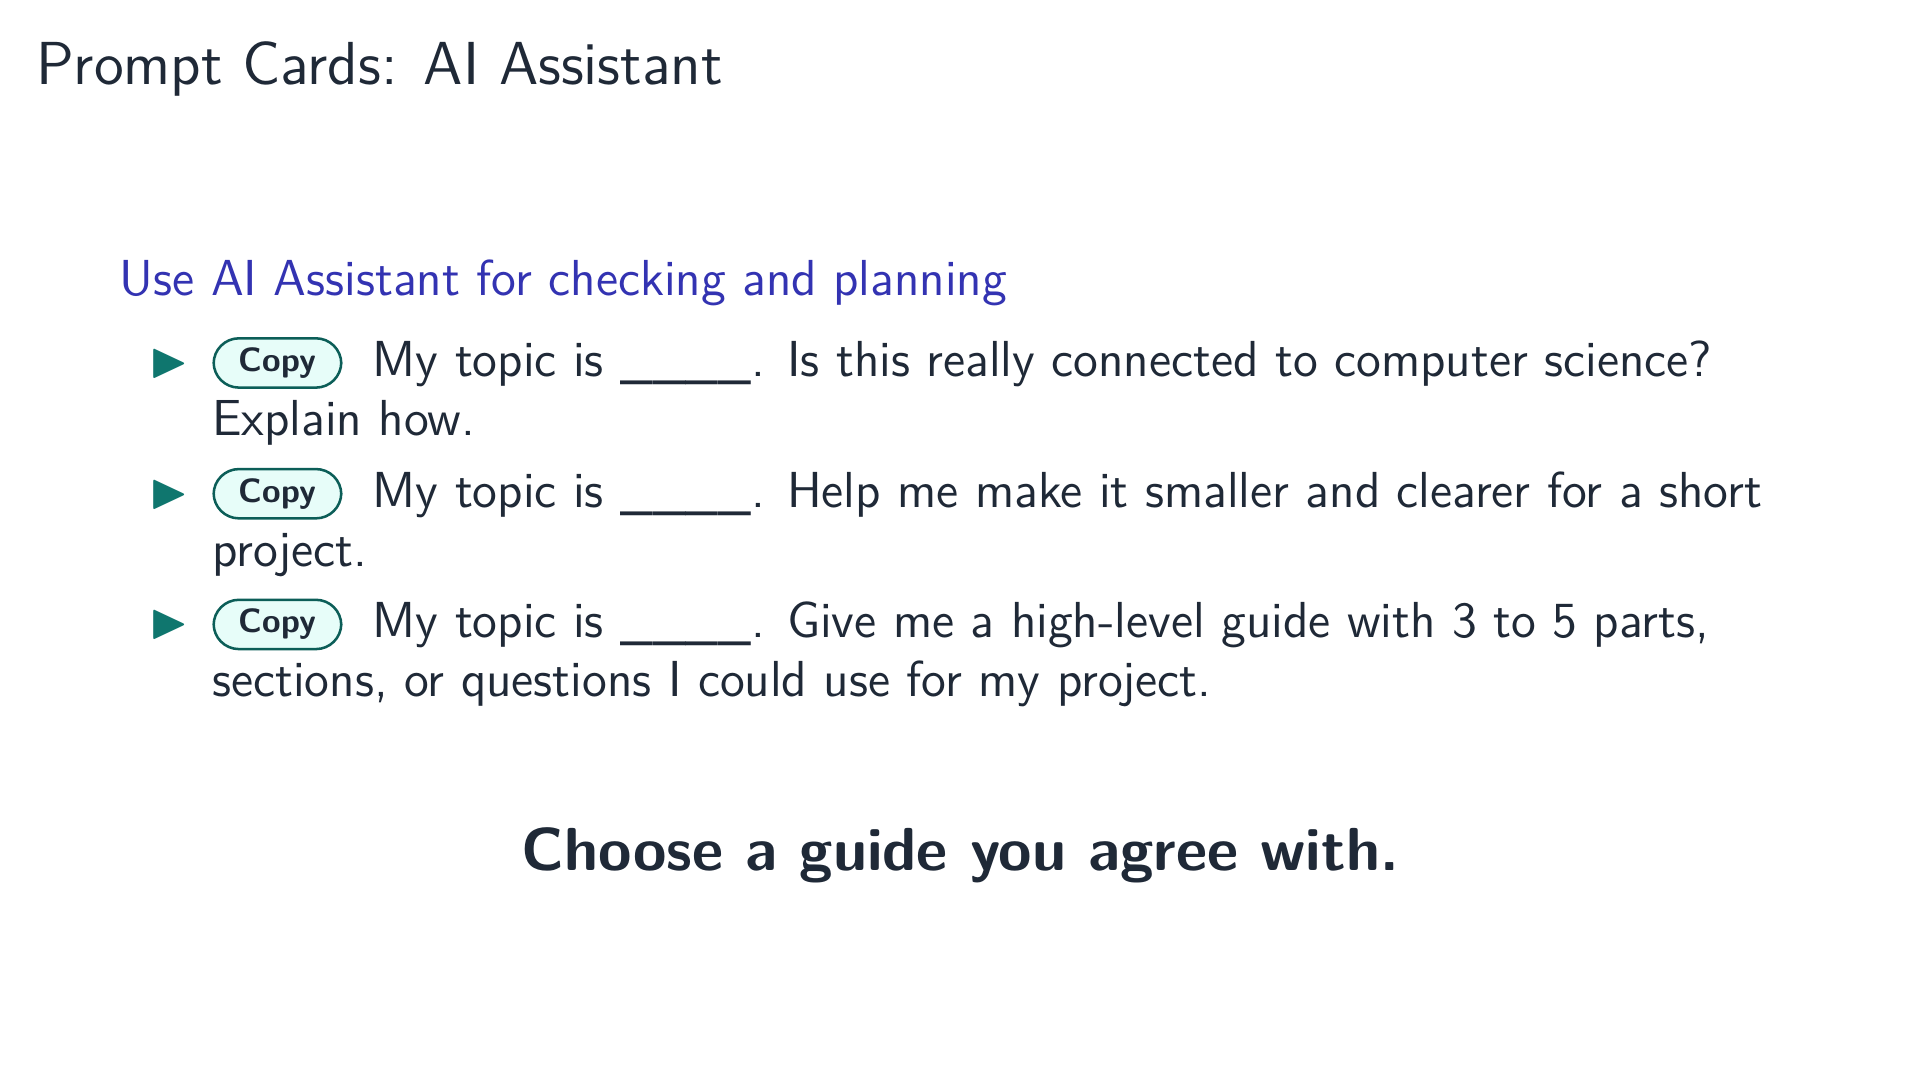 Prompt Cards: AI Assistant
Use AI Assistant for checking and planning
Copy My topic is _____. Is this really connected to computer science?
Explain how.
Copy My topic is _____. Help me make it smaller and clearer for a short
project.
Copy My topic is _____. Give me a high-level guide with 3 to 5 parts,
sections, or questions I could use for my project.
Choose a guide you agree with.